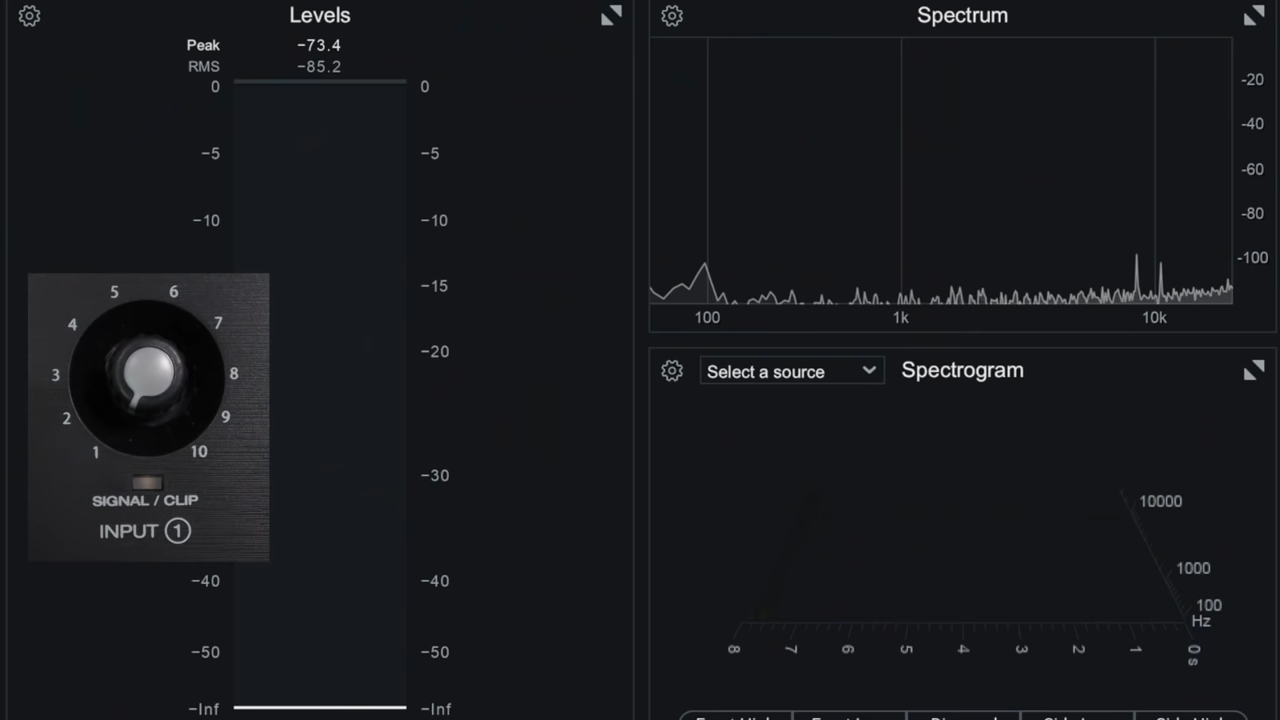 Levels
Peak −73.4
RMS −85.2
0 0
−5 −5
−10 −10
−15
−20
−30
−40 −40
−50 −50
−Inf −Inf
5 6
4 7
3 8
2 9
1 10
SIGNAL / CLIP
INPUT 1
Spectrum
-20
-40
-60
-80
-100
100 1k 10k
Select a source
Spectrogram
10000
1000
100
Hz
8 7 6 5 4 3 2 1 0 s